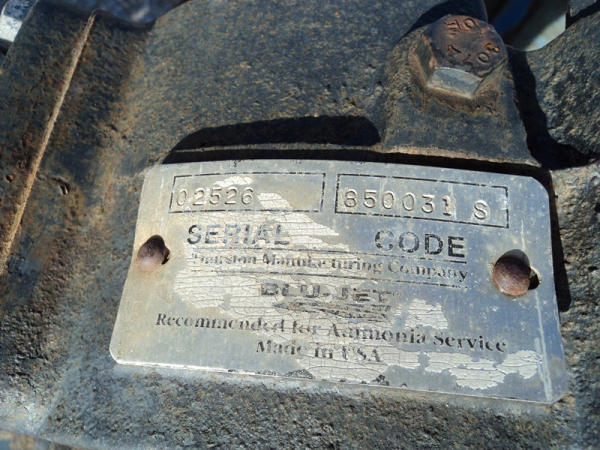 02526 850031 S
SERIAL CODE
Thurston Manufacturing Company
BLU-JET
Recommended for Ammonia Service
Made in USA